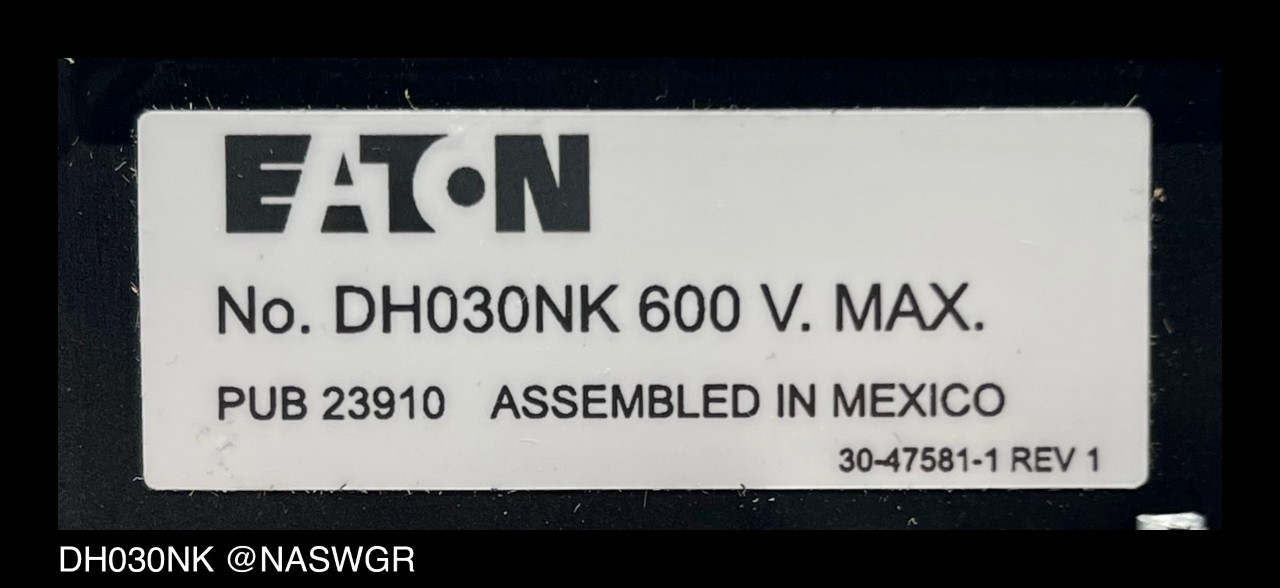 EATON
No. DH030NK 600 V. MAX.
PUB 23910 ASSEMBLED IN MEXICO
30-47581-1 REV 1
DH030NK @NASWGR